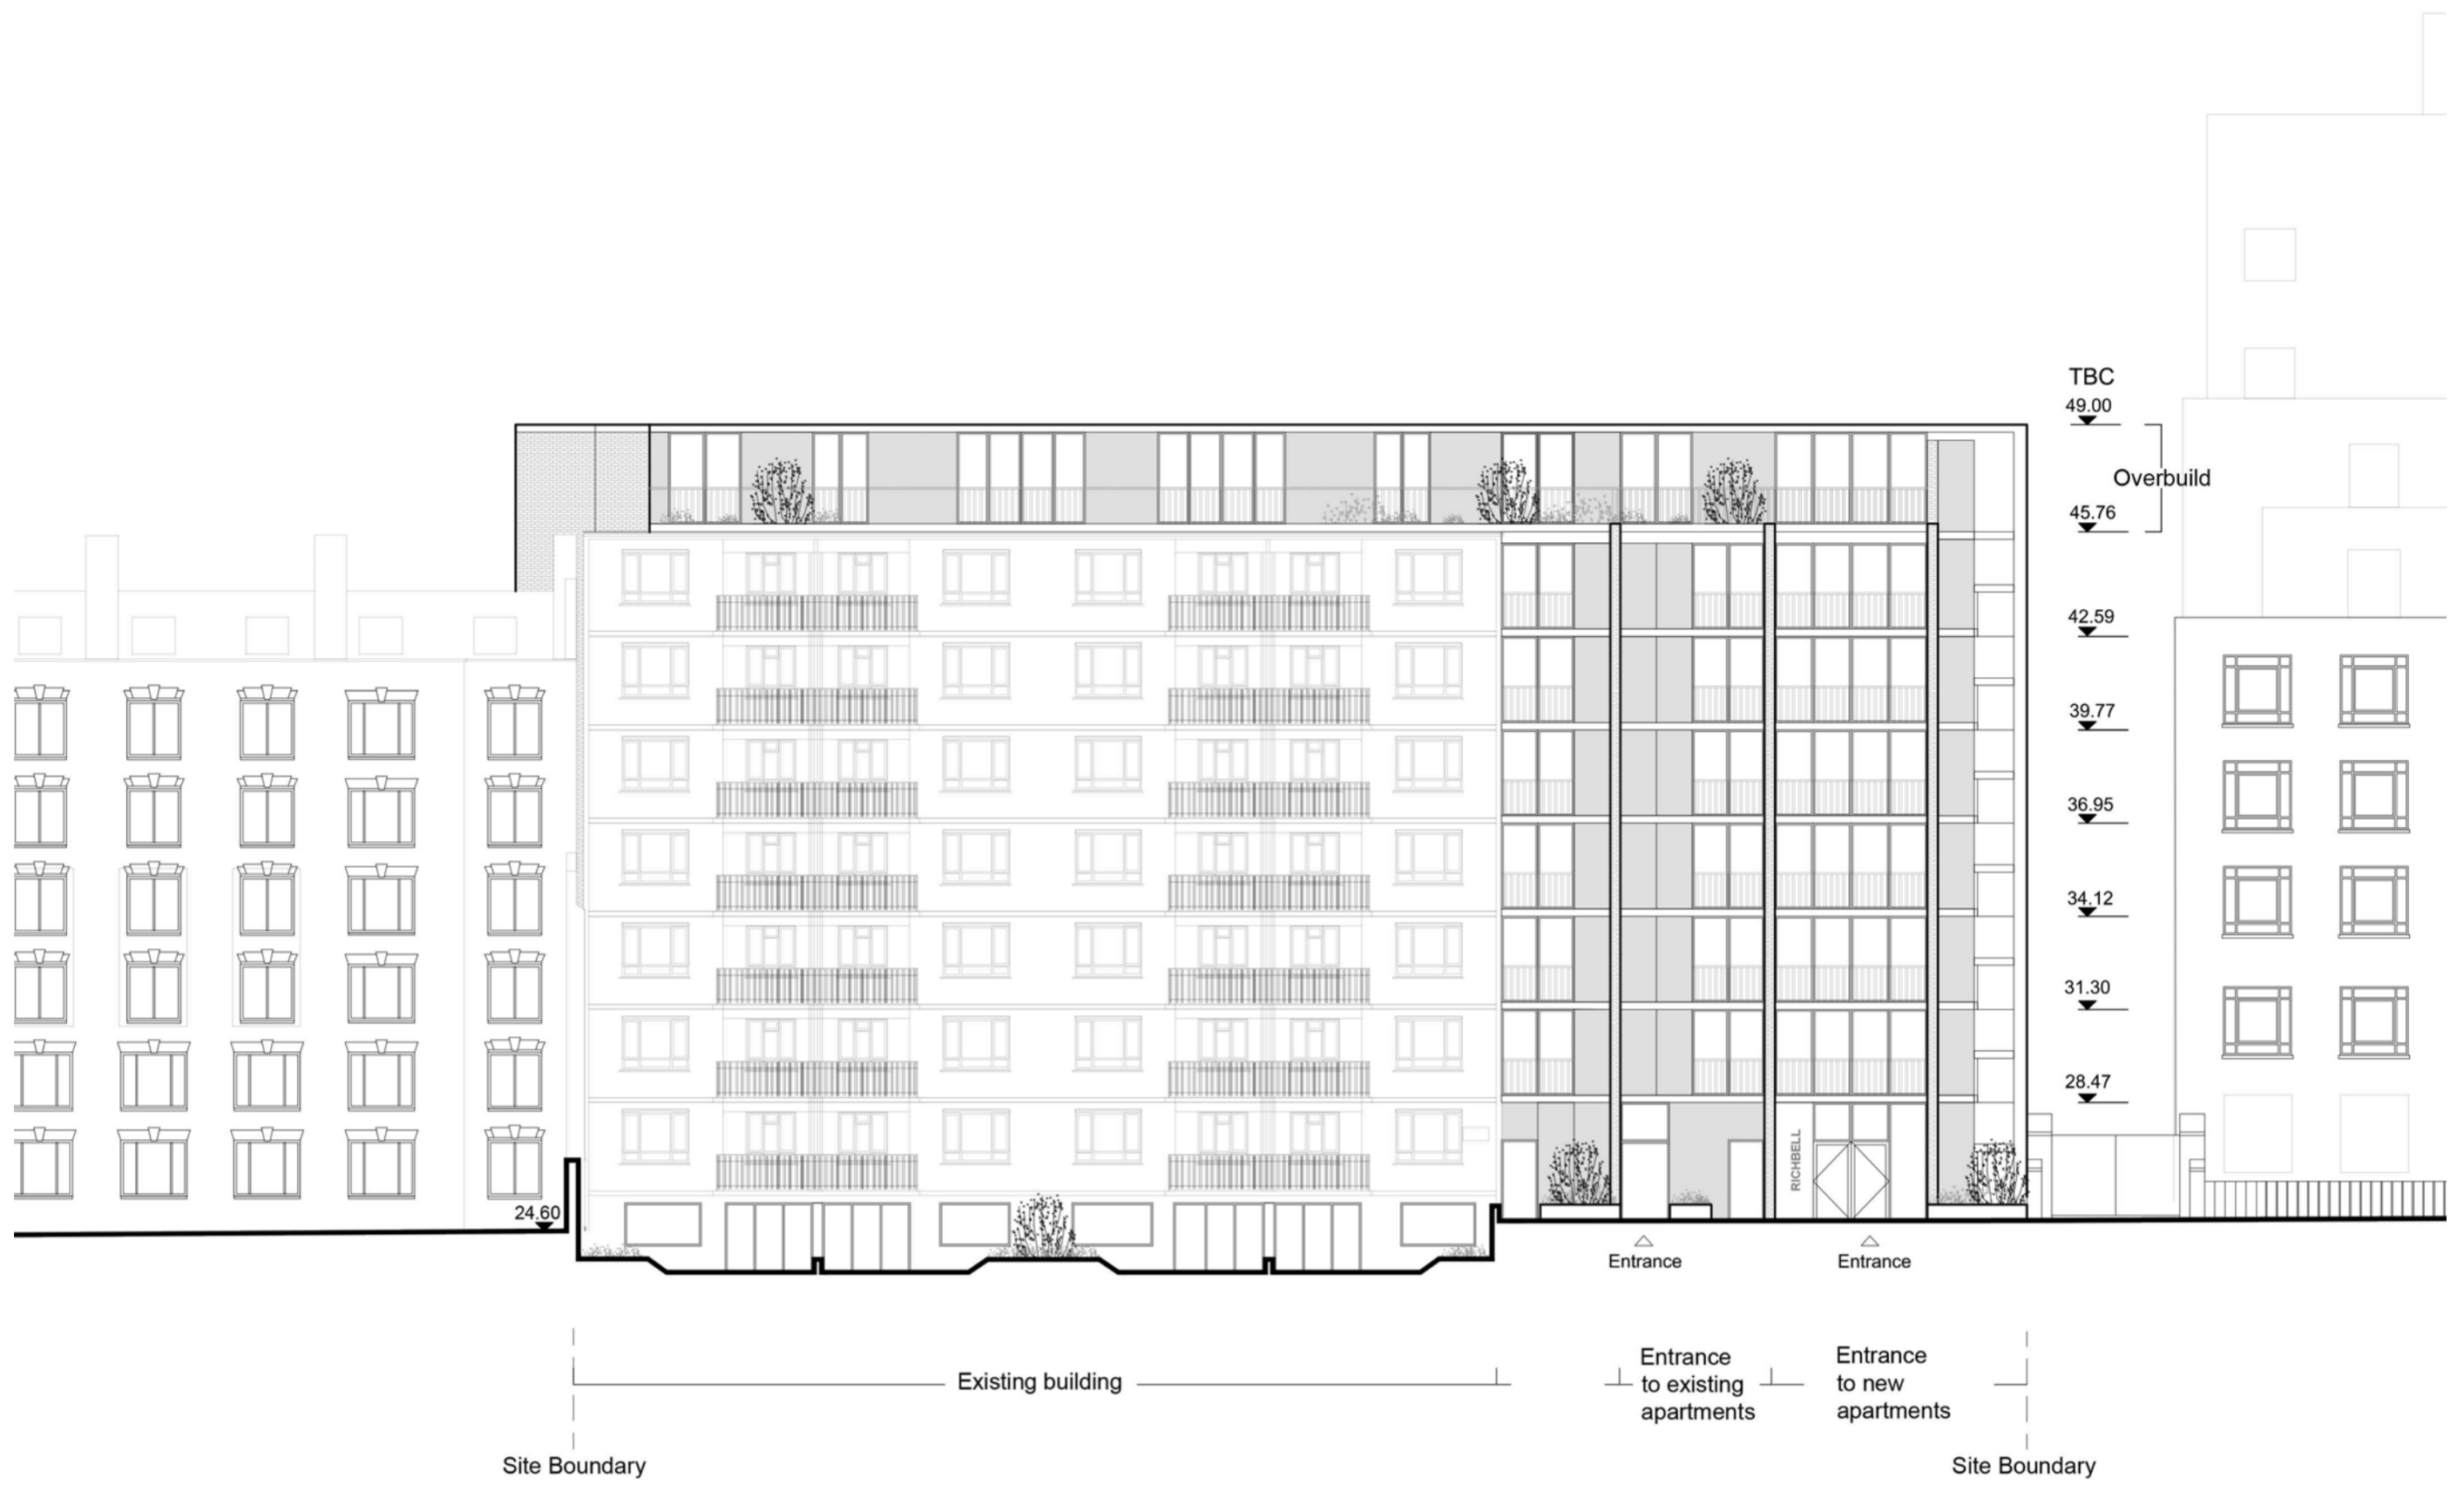 TBC
49.00
Overbuild
45.76
42.59
39.77
36.95
34.12
31.30
28.47
RICHBELL
24.60
Entrance
Entrance
Existing building
Entrance
to existing
apartments
Entrance
to new
apartments
Site Boundary
Site Boundary